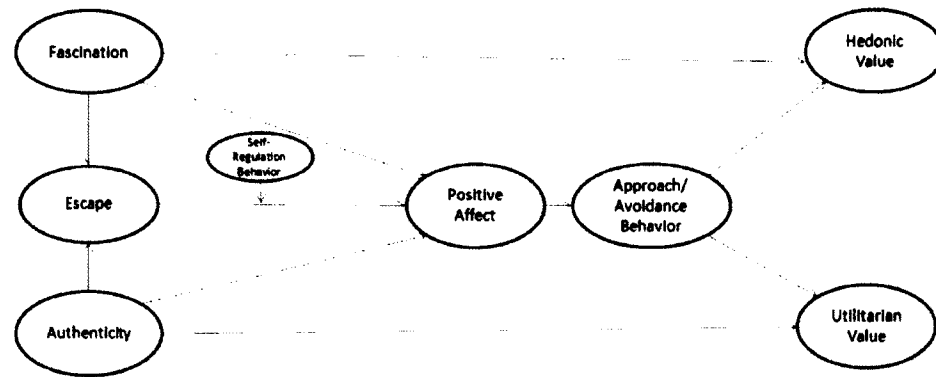 Fascination
Hedonic
Value
Self-
Regulation
Behavior
Escape
Positive
Affect
Approach/
Avoidance
Behavior
Authenticity
Utilitarian
Value